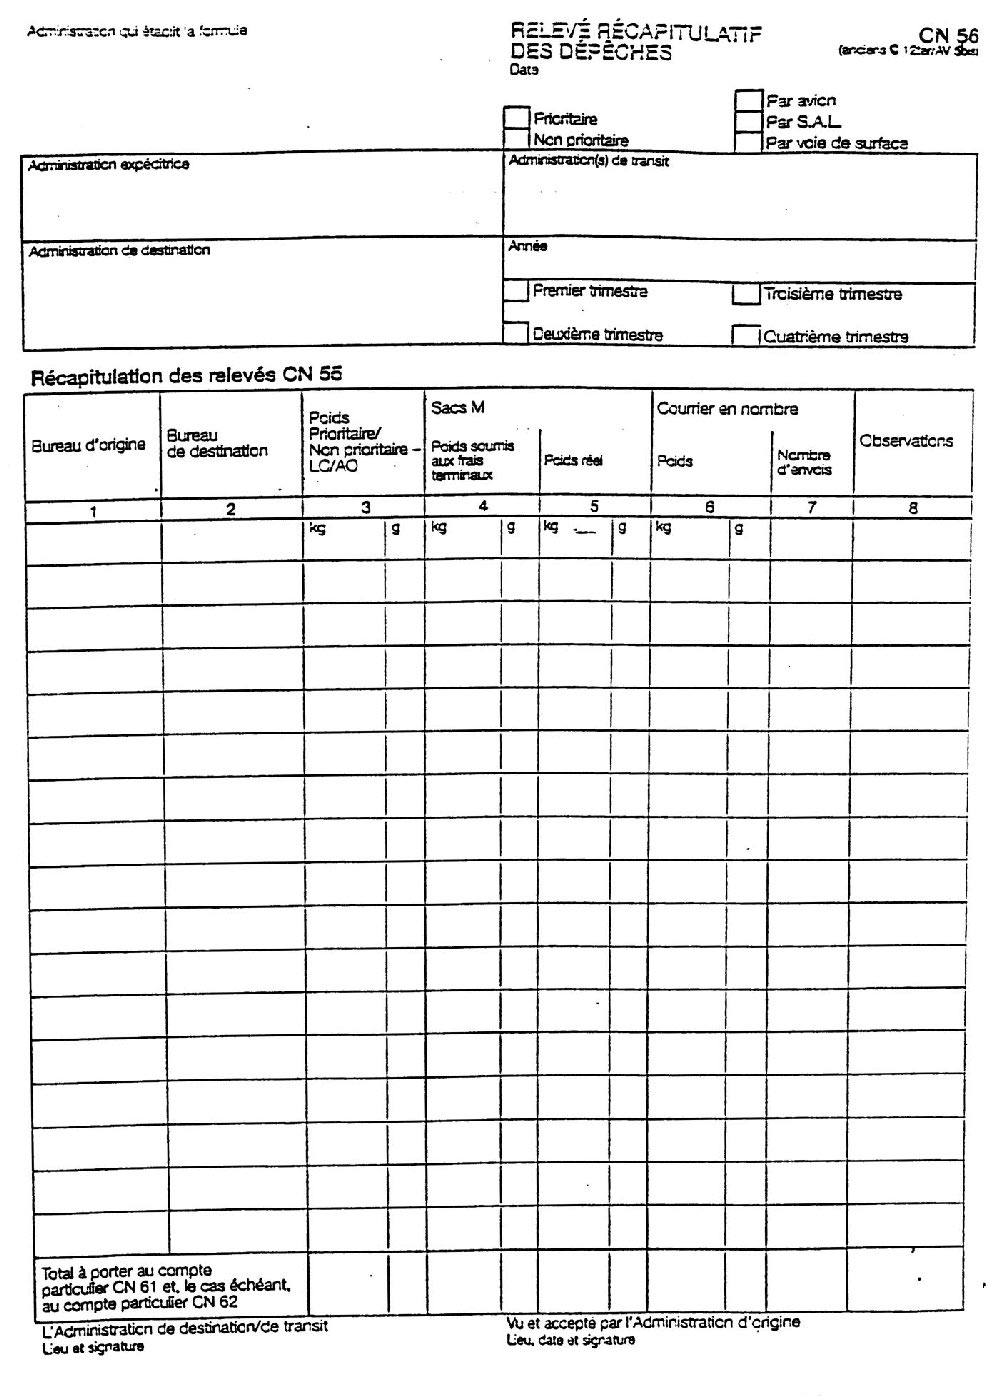 Administration qui établit la formule
RELEVÉ RÉCAPITULATIF
DES DÉPÊCHES
Date
CN 56
(anciens C 12ter/AV 5bis)
Prioritaire
Non prioritaire
Par avion
Par S.A.L.
Par voie de surface
Administration expéditrice
Administration(s) de transit
Administration de destination
Année
Premier trimestre
Troisième trimestre
Deuxième trimestre
Quatrième trimestre
Récapitulation des relevés CN 55
Bureau d'origine
Bureau
de destination
Poids
Prioritaire/
Non prioritaire –
LC/AO
Sacs M
Poids soumis
aux frais
terminaux
Poids réel
Courrier en nombre
Poids
Nombre
d'envois
Observations
1 2 3 4 5 6 7 8
kg g kg g kg g kg g
Total à porter au compte
particulier CN 61 et, le cas échéant,
au compte particulier CN 62
L'Administration de destination/de transit
Lieu et signature
Vu et accepté par l'Administration d'origine
Lieu, date et signature